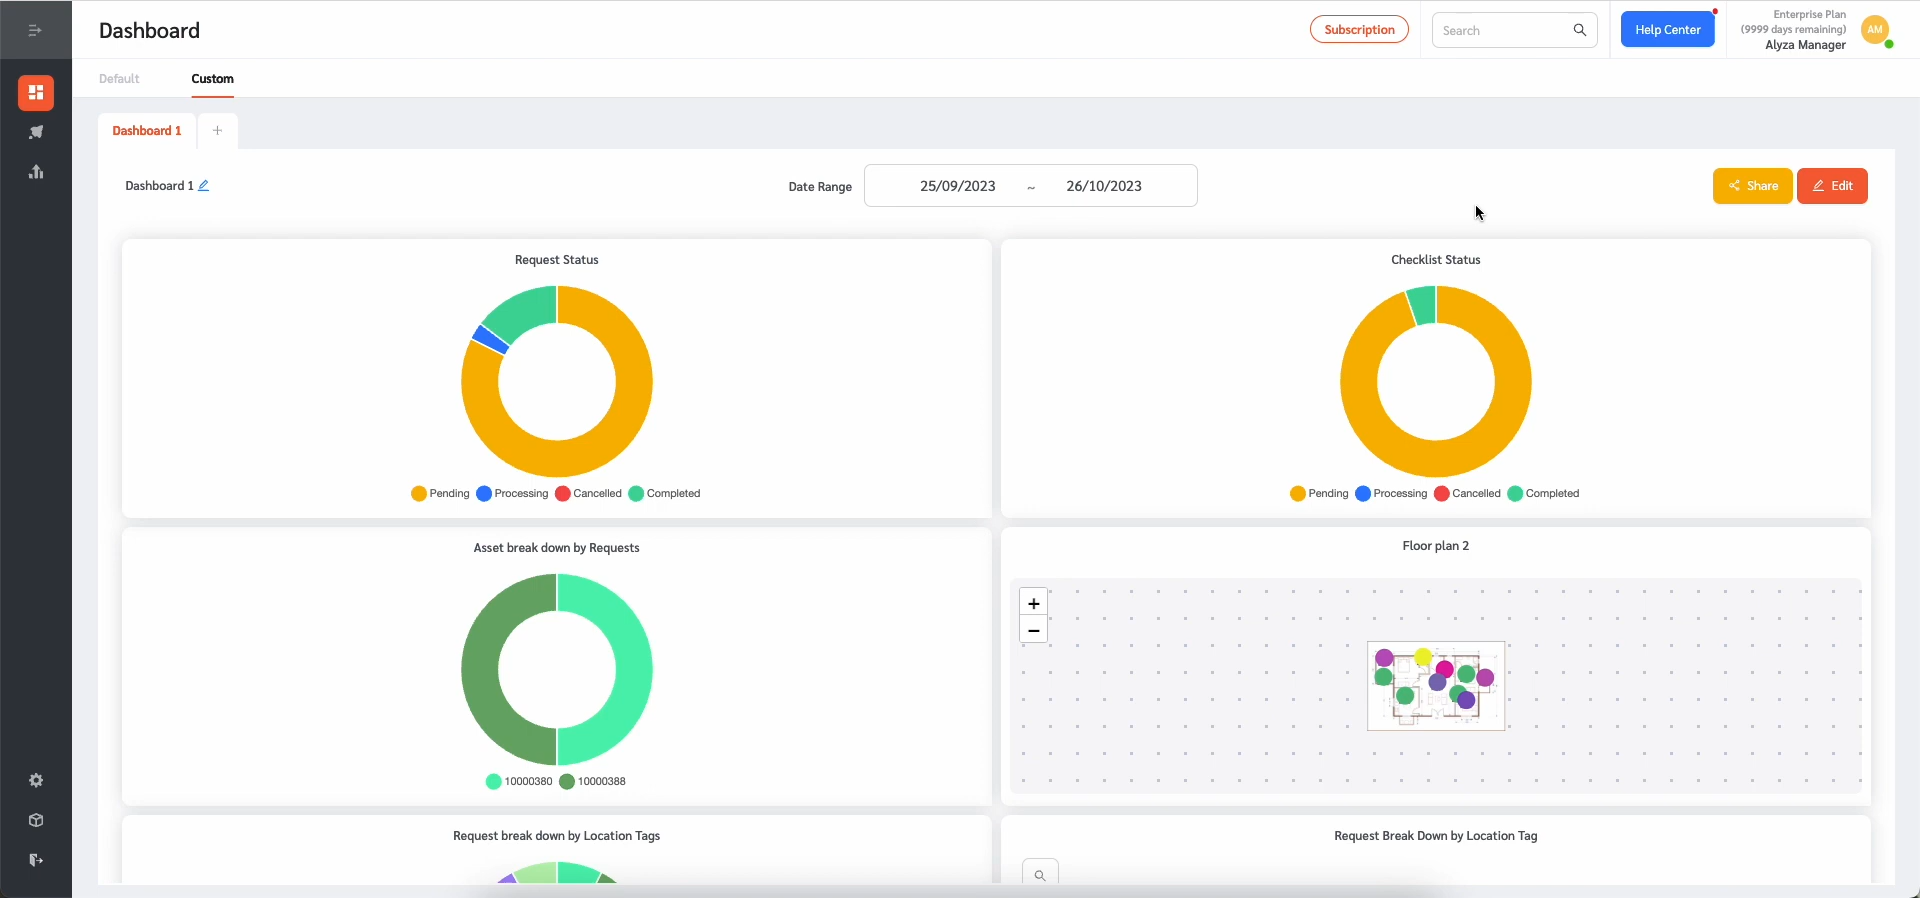 Dashboard
Subscription
Search
Help Center
Enterprise Plan
(9999 days remaining)
Alyza Manager
AM
Default
Custom
Dashboard 1
+
Dashboard 1
Date Range
25/09/2023 ~ 26/10/2023
Share
Edit
Request Status
Pending Processing Cancelled Completed
Checklist Status
Pending Processing Cancelled Completed
Asset break down by Requests
10000380 10000388
Floor plan 2
+
−
Request break down by Location Tags
Request Break Down by Location Tag